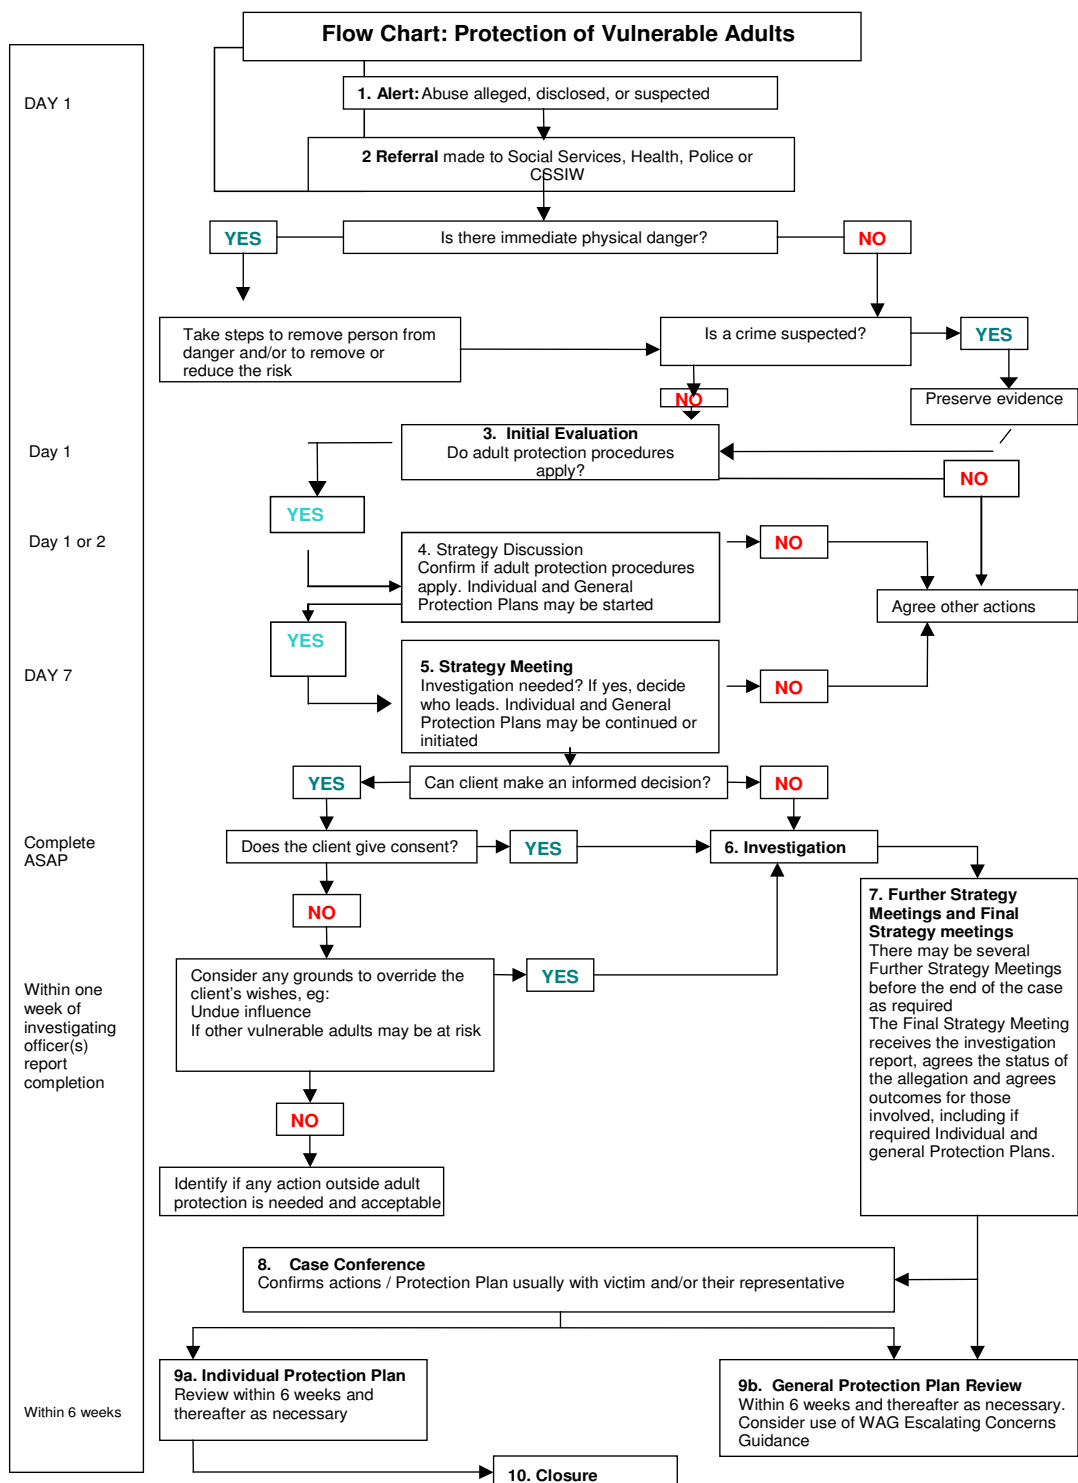 Flow Chart: Protection of Vulnerable Adults
DAY 1
1. Alert: Abuse alleged, disclosed, or suspected
2 Referral made to Social Services, Health, Police or
CSSIW
YES
Is there immediate physical danger?
NO
Take steps to remove person from
danger and/or to remove or
reduce the risk
Is a crime suspected?
YES
NO
Preserve evidence
Day 1
3. Initial Evaluation
Do adult protection procedures
apply?
NO
YES
Day 1 or 2
4. Strategy Discussion
Confirm if adult protection procedures
apply. Individual and General
Protection Plans may be started
NO
Agree other actions
YES
DAY 7
5. Strategy Meeting
Investigation needed? If yes, decide
who leads. Individual and General
Protection Plans may be continued or
initiated
NO
YES
Can client make an informed decision?
NO
Complete
ASAP
Does the client give consent?
YES
6. Investigation
NO
7. Further Strategy
Meetings and Final
Strategy meetings
There may be several
Further Strategy Meetings
before the end of the case
as required
The Final Strategy Meeting
receives the investigation
report, agrees the status of
the allegation and agrees
outcomes for those
involved, including if
required Individual and
general Protection Plans.
Within one
week of
investigating
officer(s)
report
completion
Consider any grounds to override the
client's wishes, eg:
Undue influence
If other vulnerable adults may be at risk
YES
NO
Identify if any action outside adult
protection is needed and acceptable
8. Case Conference
Confirms actions / Protection Plan usually with victim and/or their representative
9a. Individual Protection Plan
Review within 6 weeks and
thereafter as necessary
9b. General Protection Plan Review
Within 6 weeks and thereafter as necessary.
Consider use of WAG Escalating Concerns
Guidance
Within 6 weeks
10. Closure